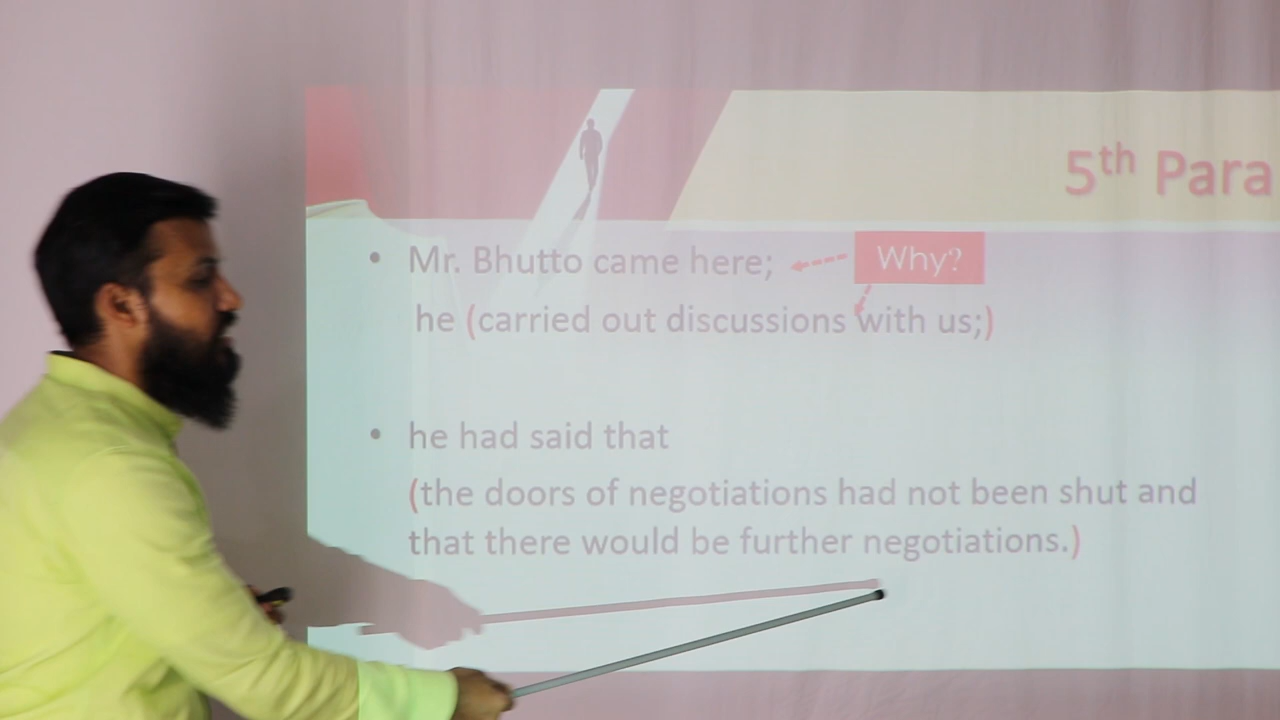 5th Para
• Mr. Bhutto came here;
Why?
he (carried out discussions with us;)
• he had said that
(the doors of negotiations had not been shut and
that there would be further negotiations.)